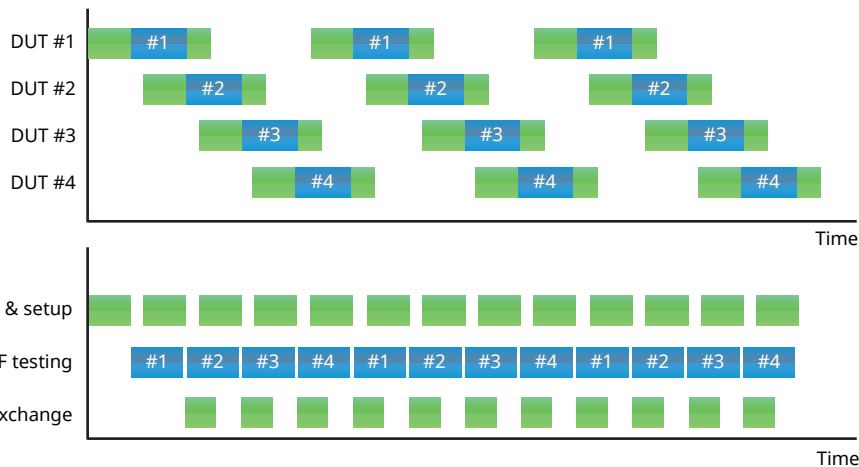 DUT #1 #1 #1 #1
DUT #2 #2 #2 #2
DUT #3 #3 #3 #3
DUT #4 #4 #4 #4
Time
& setup
F testing #1 #2 #3 #4 #1 #2 #3 #4 #1 #2 #3 #4
xchange
Time